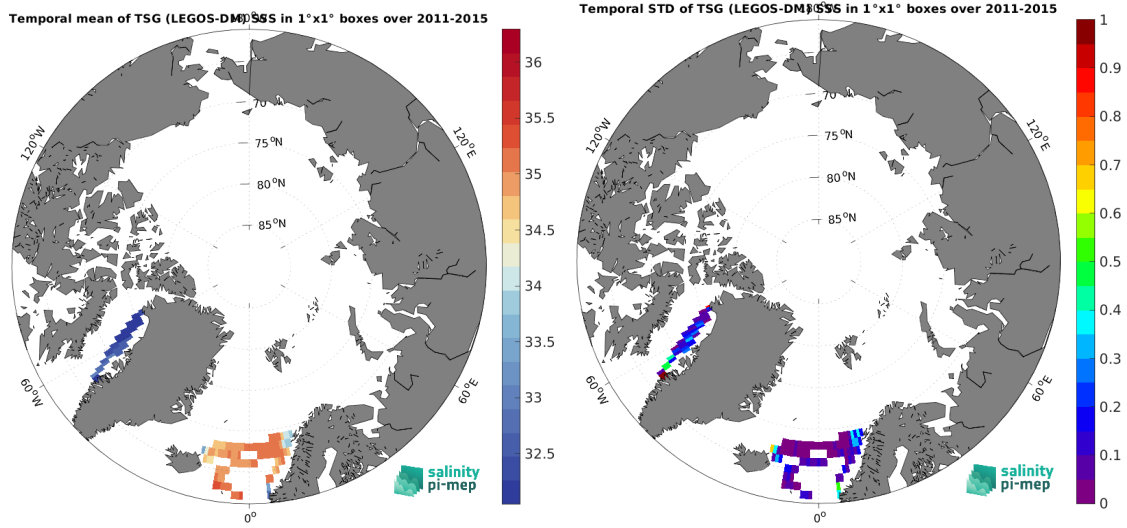 Temporal mean of TSG (LEGOS-DM) SSS in 1°x1° boxes over 2011-2015
180°W
120°W
120°E
70
75°N
80°N
85°N
60°W
60°E
0°
36
35.5
35
34.5
34
33.5
33
32.5
salinity
pi-mep
Temporal STD of TSG (LEGOS-DM) SSS in 1°x1° boxes over 2011-2015
180°W
120°W
120°E
70
75°N
80°N
85°N
60°W
60°E
0°
1
0.9
0.8
0.7
0.6
0.5
0.4
0.3
0.2
0.1
0
salinity
pi-mep